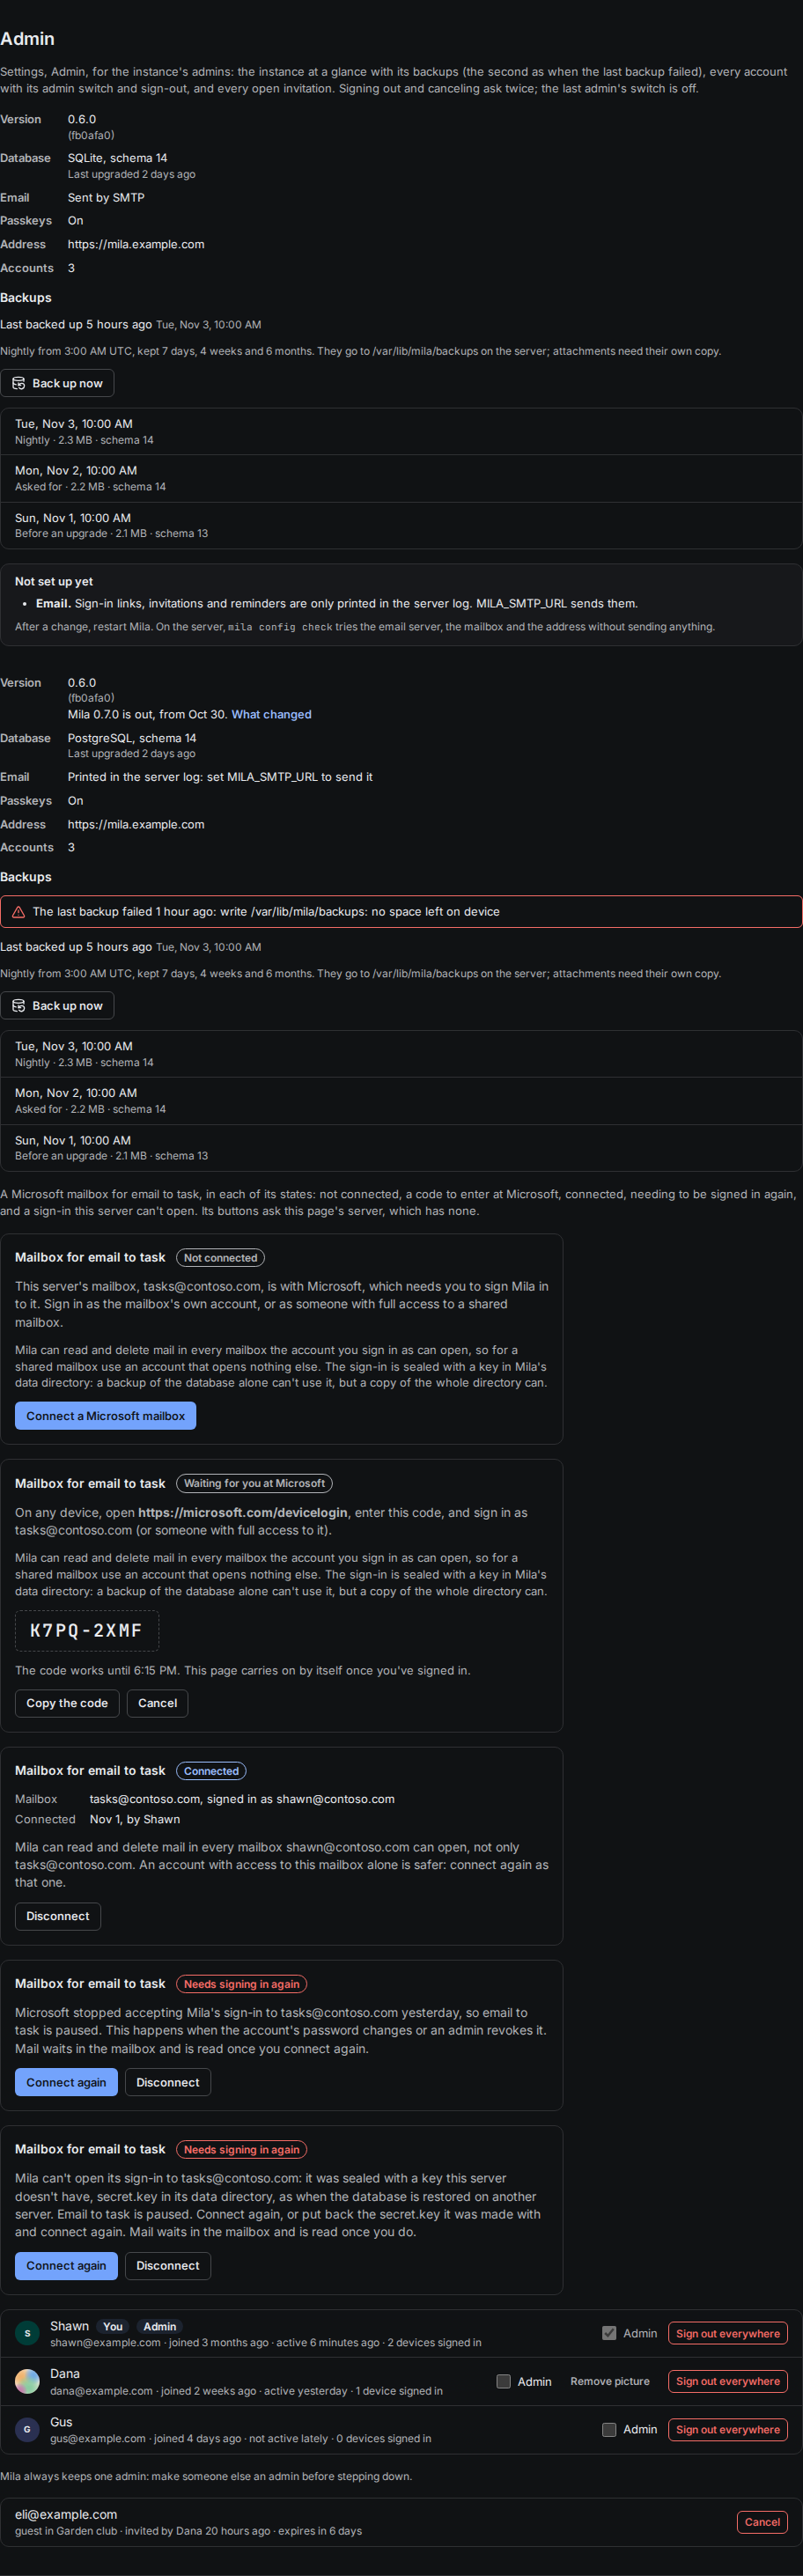 Admin
Settings, Admin, for the instance's admins: the instance at a glance with its backups (the second as when the last backup failed), every account
with its admin switch and sign-out, and every open invitation. Signing out and canceling ask twice; the last admin's switch is off.
Version 0.6.0
(fb0afa0)
Database SQLite, schema 14
Last upgraded 2 days ago
Email Sent by SMTP
Passkeys On
Address https://mila.example.com
Accounts 3
Backups
Last backed up 5 hours ago Tue, Nov 3, 10:00 AM
Nightly from 3:00 AM UTC, kept 7 days, 4 weeks and 6 months. They go to /var/lib/mila/backups on the server; attachments need their own copy.
Back up now
Tue, Nov 3, 10:00 AM
Nightly · 2.3 MB · schema 14
Mon, Nov 2, 10:00 AM
Asked for · 2.2 MB · schema 14
Sun, Nov 1, 10:00 AM
Before an upgrade · 2.1 MB · schema 13
Not set up yet
• Email. Sign-in links, invitations and reminders are only printed in the server log. MILA_SMTP_URL sends them.
After a change, restart Mila. On the server, mila config check tries the email server, the mailbox and the address without sending anything.
Version 0.6.0
(fb0afa0)
Mila 0.7.0 is out, from Oct 30. What changed
Database PostgreSQL, schema 14
Last upgraded 2 days ago
Email Printed in the server log: set MILA_SMTP_URL to send it
Passkeys On
Address https://mila.example.com
Accounts 3
Backups
The last backup failed 1 hour ago: write /var/lib/mila/backups: no space left on device
Last backed up 5 hours ago Tue, Nov 3, 10:00 AM
Nightly from 3:00 AM UTC, kept 7 days, 4 weeks and 6 months. They go to /var/lib/mila/backups on the server; attachments need their own copy.
Back up now
Tue, Nov 3, 10:00 AM
Nightly · 2.3 MB · schema 14
Mon, Nov 2, 10:00 AM
Asked for · 2.2 MB · schema 14
Sun, Nov 1, 10:00 AM
Before an upgrade · 2.1 MB · schema 13
A Microsoft mailbox for email to task, in each of its states: not connected, a code to enter at Microsoft, connected, needing to be signed in again,
and a sign-in this server can't open. Its buttons ask this page's server, which has none.
Mailbox for email to task Not connected
This server's mailbox, tasks@contoso.com, is with Microsoft, which needs you to sign Mila in
to it. Sign in as the mailbox's own account, or as someone with full access to a shared
mailbox.
Mila can read and delete mail in every mailbox the account you sign in as can open, so for a
shared mailbox use an account that opens nothing else. The sign-in is sealed with a key in Mila's
data directory: a backup of the database alone can't use it, but a copy of the whole directory can.
Connect a Microsoft mailbox
Mailbox for email to task Waiting for you at Microsoft
On any device, open https://microsoft.com/devicelogin, enter this code, and sign in as
tasks@contoso.com (or someone with full access to it).
Mila can read and delete mail in every mailbox the account you sign in as can open, so for a
shared mailbox use an account that opens nothing else. The sign-in is sealed with a key in Mila's
data directory: a backup of the database alone can't use it, but a copy of the whole directory can.
K7PQ-2XMF
The code works until 6:15 PM. This page carries on by itself once you've signed in.
Copy the code Cancel
Mailbox for email to task Connected
Mailbox tasks@contoso.com, signed in as shawn@contoso.com
Connected Nov 1, by Shawn
Mila can read and delete mail in every mailbox shawn@contoso.com can open, not only
tasks@contoso.com. An account with access to this mailbox alone is safer: connect again as
that one.
Disconnect
Mailbox for email to task Needs signing in again
Microsoft stopped accepting Mila's sign-in to tasks@contoso.com yesterday, so email to
task is paused. This happens when the account's password changes or an admin revokes it.
Mail waits in the mailbox and is read once you connect again.
Connect again Disconnect
Mailbox for email to task Needs signing in again
Mila can't open its sign-in to tasks@contoso.com: it was sealed with a key this server
doesn't have, secret.key in its data directory, as when the database is restored on another
server. Email to task is paused. Connect again, or put back the secret.key it was made with
and connect again. Mail waits in the mailbox and is read once you do.
Connect again Disconnect
S Shawn You Admin Admin Sign out everywhere
shawn@example.com · joined 3 months ago · active 6 minutes ago · 2 devices signed in
Dana Admin Remove picture Sign out everywhere
dana@example.com · joined 2 weeks ago · active yesterday · 1 device signed in
G Gus Admin Sign out everywhere
gus@example.com · joined 4 days ago · not active lately · 0 devices signed in
Mila always keeps one admin: make someone else an admin before stepping down.
eli@example.com Cancel
guest in Garden club · invited by Dana 20 hours ago · expires in 6 days